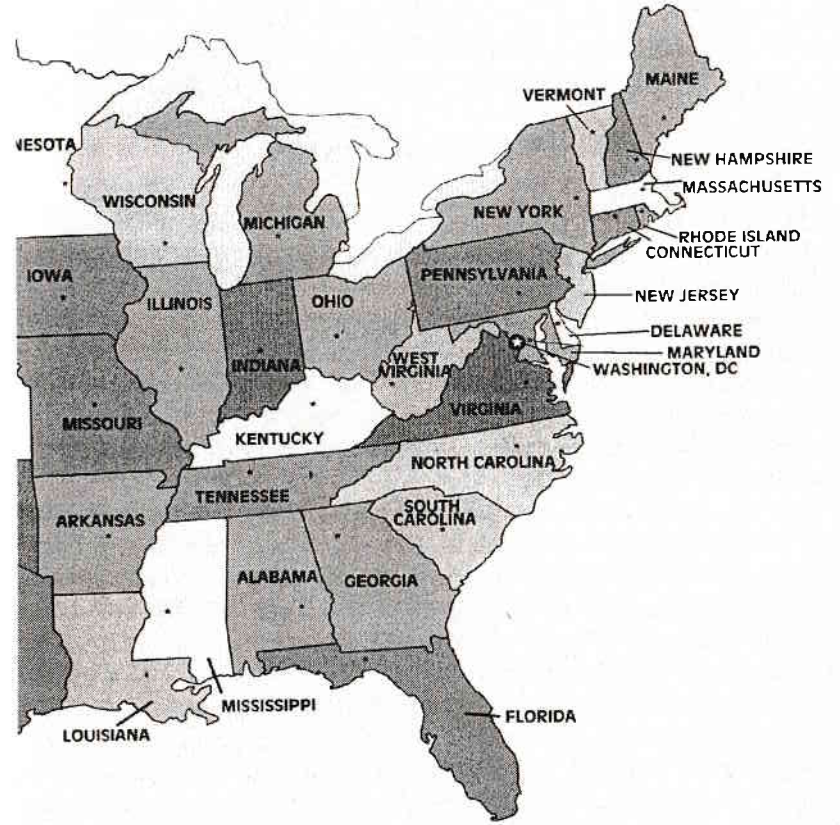 MAINE
VERMONT
NESOTA
NEW HAMPSHIRE
MASSACHUSETTS
WISCONSIN
MICHIGAN
NEW YORK
RHODE ISLAND
CONNECTICUT
IOWA
PENNSYLVANIA
NEW JERSEY
ILLINOIS
OHIO
DELAWARE
MARYLAND
WASHINGTON, DC
INDIANA
WEST
VIRGINIA
VIRGINIA
MISSOURI
KENTUCKY
NORTH CAROLINA
TENNESSEE
SOUTH
CAROLINA
ARKANSAS
ALABAMA
GEORGIA
MISSISSIPPI
FLORIDA
LOUISIANA